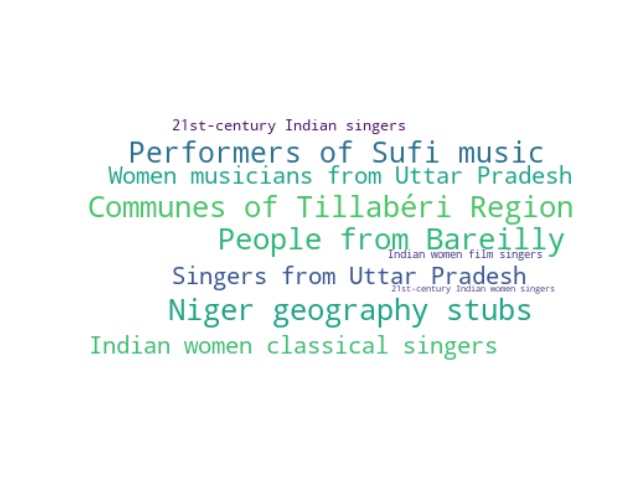 21st-century Indian singers
Performers of Sufi music
Women musicians from Uttar Pradesh
Communes of Tillabéri Region
People from Bareilly
Indian women film singers
Singers from Uttar Pradesh
21st-century Indian women singers
Niger geography stubs
Indian women classical singers